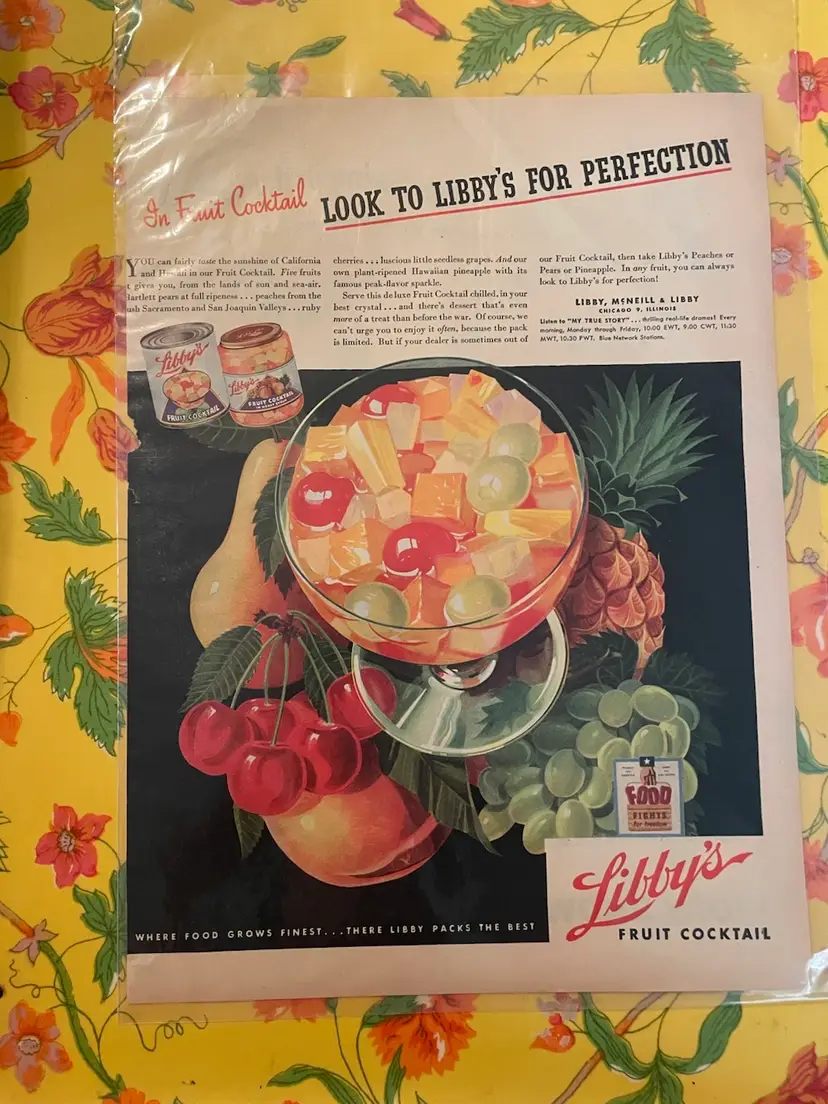 In Fruit Cocktail LOOK TO LIBBY'S FOR PERFECTION
YOU can fairly taste the sunshine of California
and Hawaii in our Fruit Cocktail. Five fruits
it gives you, from the lands of sun and sea-air.
Bartlett pears at full ripeness . . . peaches from the
lush Sacramento and San Joaquin Valleys . . . ruby
cherries . . . luscious little seedless grapes. And our
own plant-ripened Hawaiian pineapple with its
famous peak-flavor sparkle.
Serve this de luxe Fruit Cocktail chilled, in your
best crystal . . . and there's dessert that's even
more of a treat than before the war. Of course, we
can't urge you to enjoy it often, because the pack
is limited. But if your dealer is sometimes out of
our Fruit Cocktail, then take Libby's Peaches or
Pears or Pineapple. In any fruit, you can always
look to Libby's for perfection!
LIBBY, McNEILL & LIBBY
CHICAGO 9, ILLINOIS
Listen to "MY TRUE STORY" . . . thrilling real-life dramas! Every
morning, Monday through Friday, 10:00 EWT, 9:00 CWT, 11:30
MWT, 10:30 PWT. Blue Network Stations.
Libby's
FRUIT COCKTAIL
Libby's
FRUIT COCKTAIL
FOOD
FIGHTS
for freedom
WHERE FOOD GROWS FINEST . . . THERE LIBBY PACKS THE BEST
Libby's
FRUIT COCKTAIL